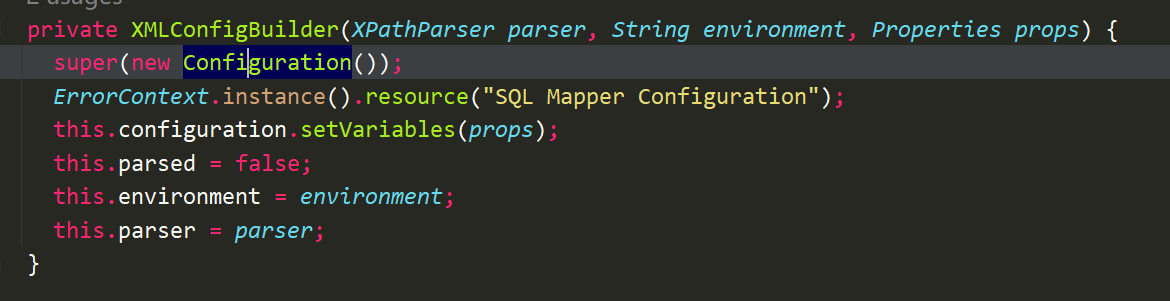 2 usages
private XMLConfigBuilder(XPathParser parser, String environment, Properties props) {
super(new Configuration());
ErrorContext.instance().resource("SQL Mapper Configuration");
this.configuration.setVariables(props);
this.parsed = false;
this.environment = environment;
this.parser = parser;
}